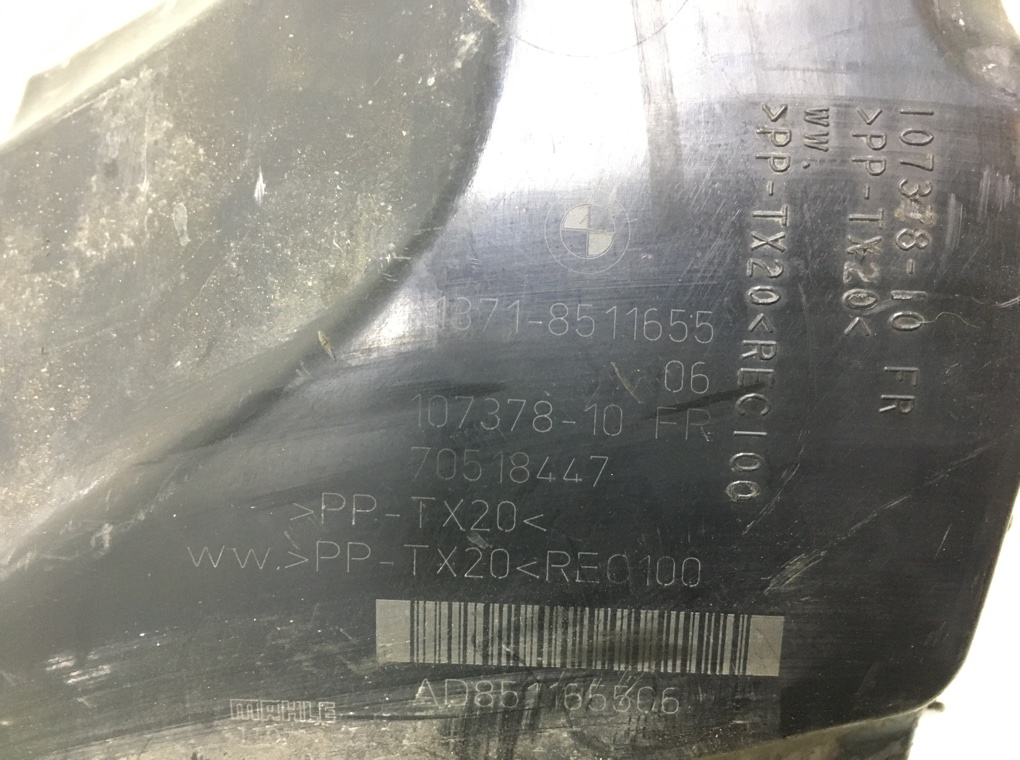 11371-8511655
06
107378-10 FR
70518447
>PP-TX20<
ww.>PP-TX20<REC100
AD851165506
MAHLE
107378-10 FR
>PP-TX20<
ww.
>PP-TX20<REC100